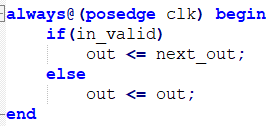 always@(posedge clk) begin
    if(in_valid)
        out <= next_out;
    else
        out <= out;
end